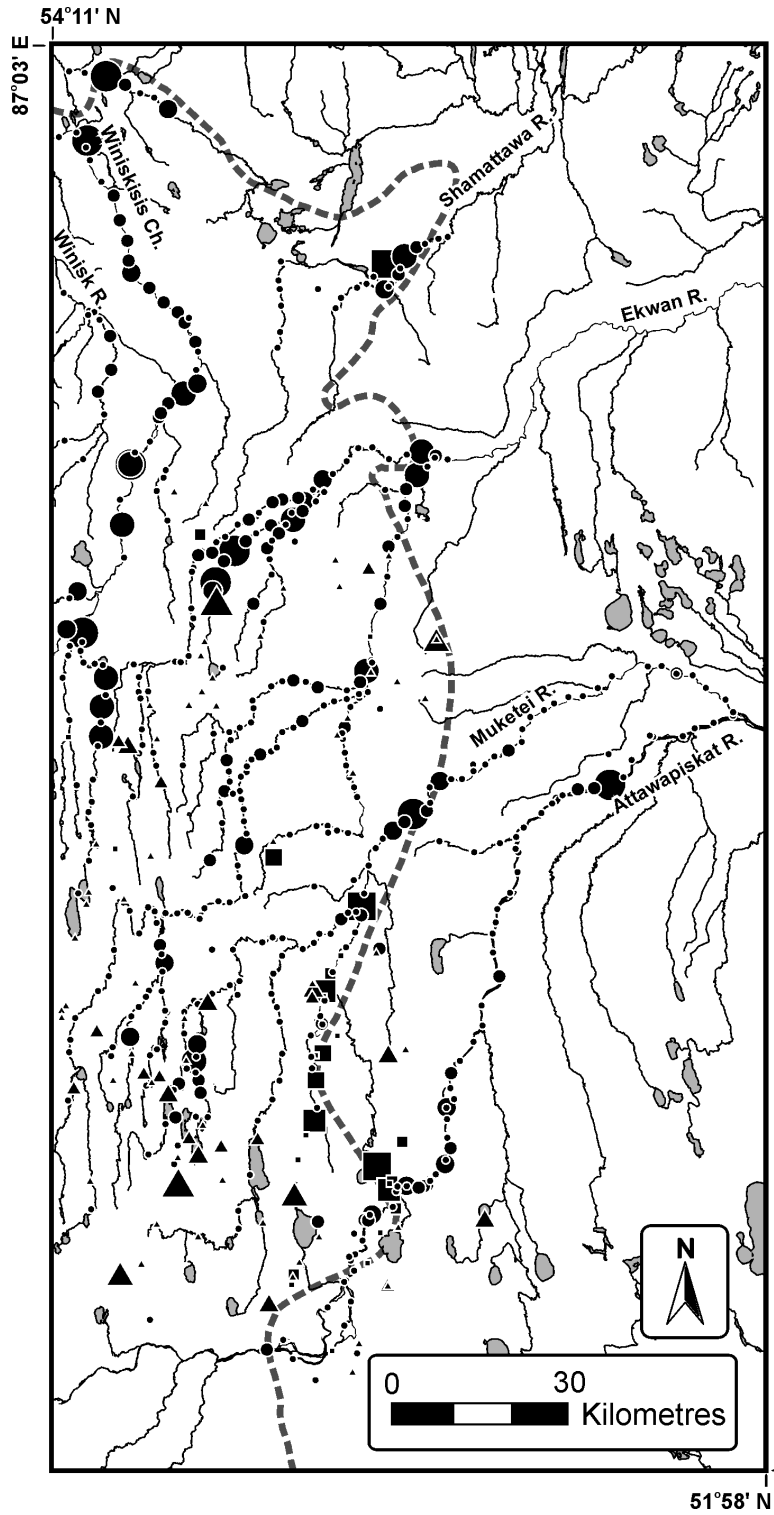 54°11' N
87°03' E
Winiskisis Ch.
Shamattawa R.
Winisk R.
Ekwan R.
Muketei R.
Attawapiskat R.
N
0 30
Kilometres
51°58' N